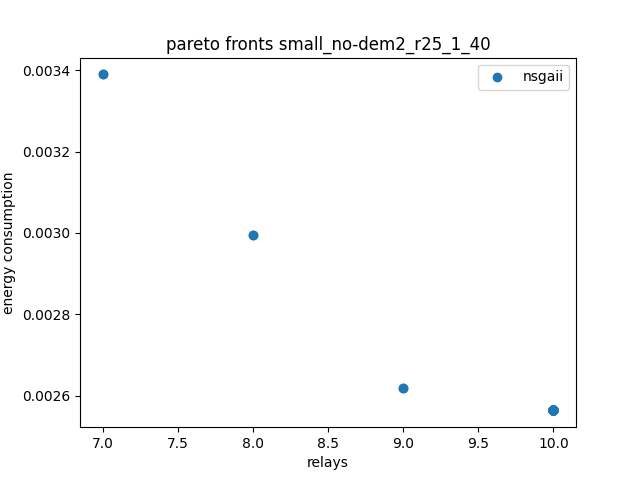 pareto fronts small_no-dem2_r25_1_40
nsgaii
0.0034
0.0032
0.0030
0.0028
0.0026
energy consumption
7.0 7.5 8.0 8.5 9.0 9.5 10.0
relays